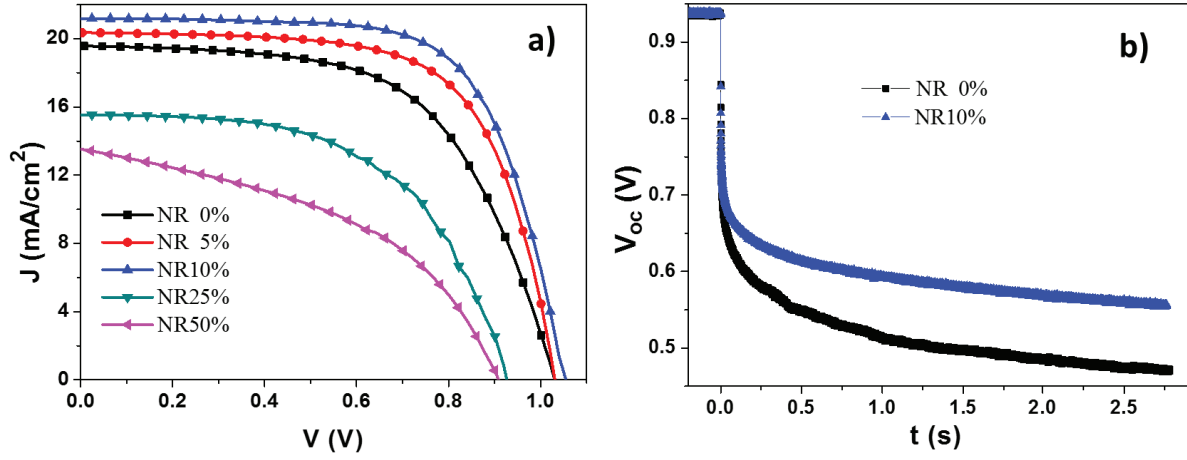 a)
20
16
12
8
4
0
J (mA/cm²)
NR 0%
NR 5%
NR10%
NR25%
NR50%
0.0 0.2 0.4 0.6 0.8 1.0
V (V)
b)
0.9
0.8
0.7
0.6
0.5
Voc (V)
NR 0%
NR10%
0.0 0.5 1.0 1.5 2.0 2.5
t (s)